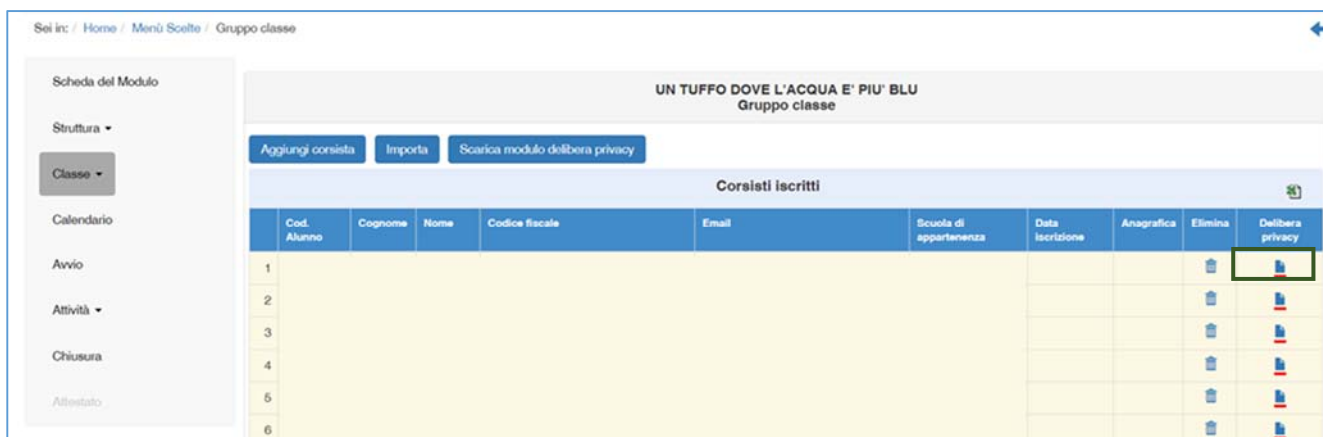 Sei in: / Home / Menù Scelte / Gruppo classe
Scheda del Modulo
Struttura
Classe
Calendario
Avvio
Attività
Chiusura
Attestato
UN TUFFO DOVE L'ACQUA E' PIU' BLU
Gruppo classe
Aggiungi corsista Importa Scarica modulo delibera privacy
Corsisti iscritti
Cod. Alunno Cognome Nome Codice fiscale Email Scuola di appartenenza Data iscrizione Anagrafica Elimina Delibera privacy
1
2
3
4
5
6